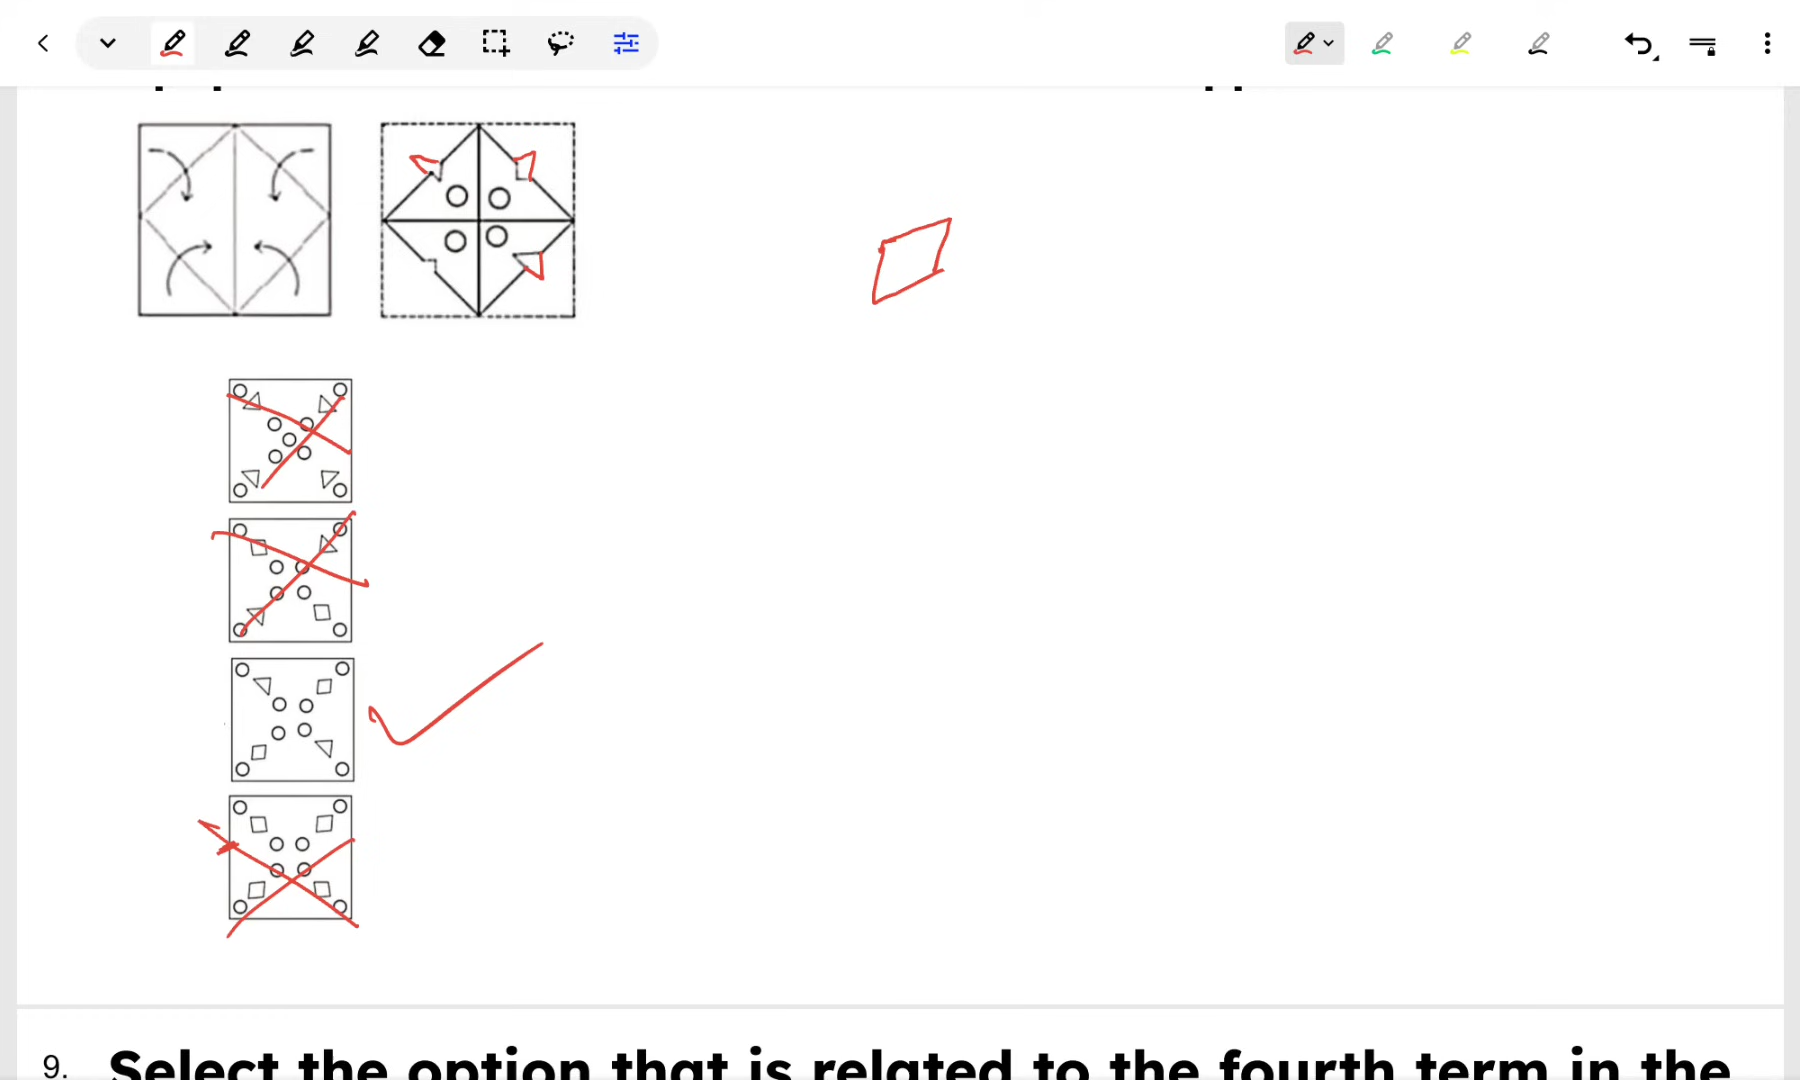 9. Select the option that is related to the fourth term in the